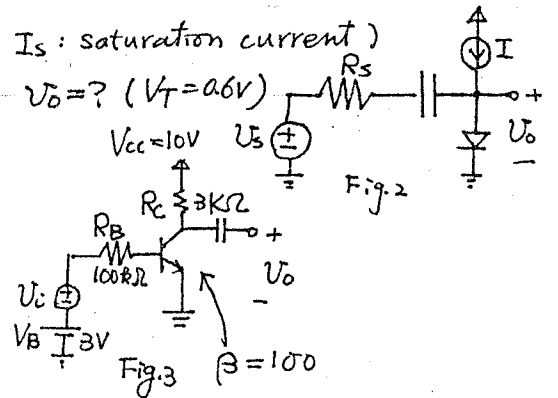 Is : saturation current )
Vo = ? ( VT = 0.6V )
Rs
I
+
Vs
Vo
−
Fig.2
Vcc = 10V
Rc 3KΩ
RB
100kΩ
+
Vo
−
Vi
VB
3V
Fig.3
β = 100